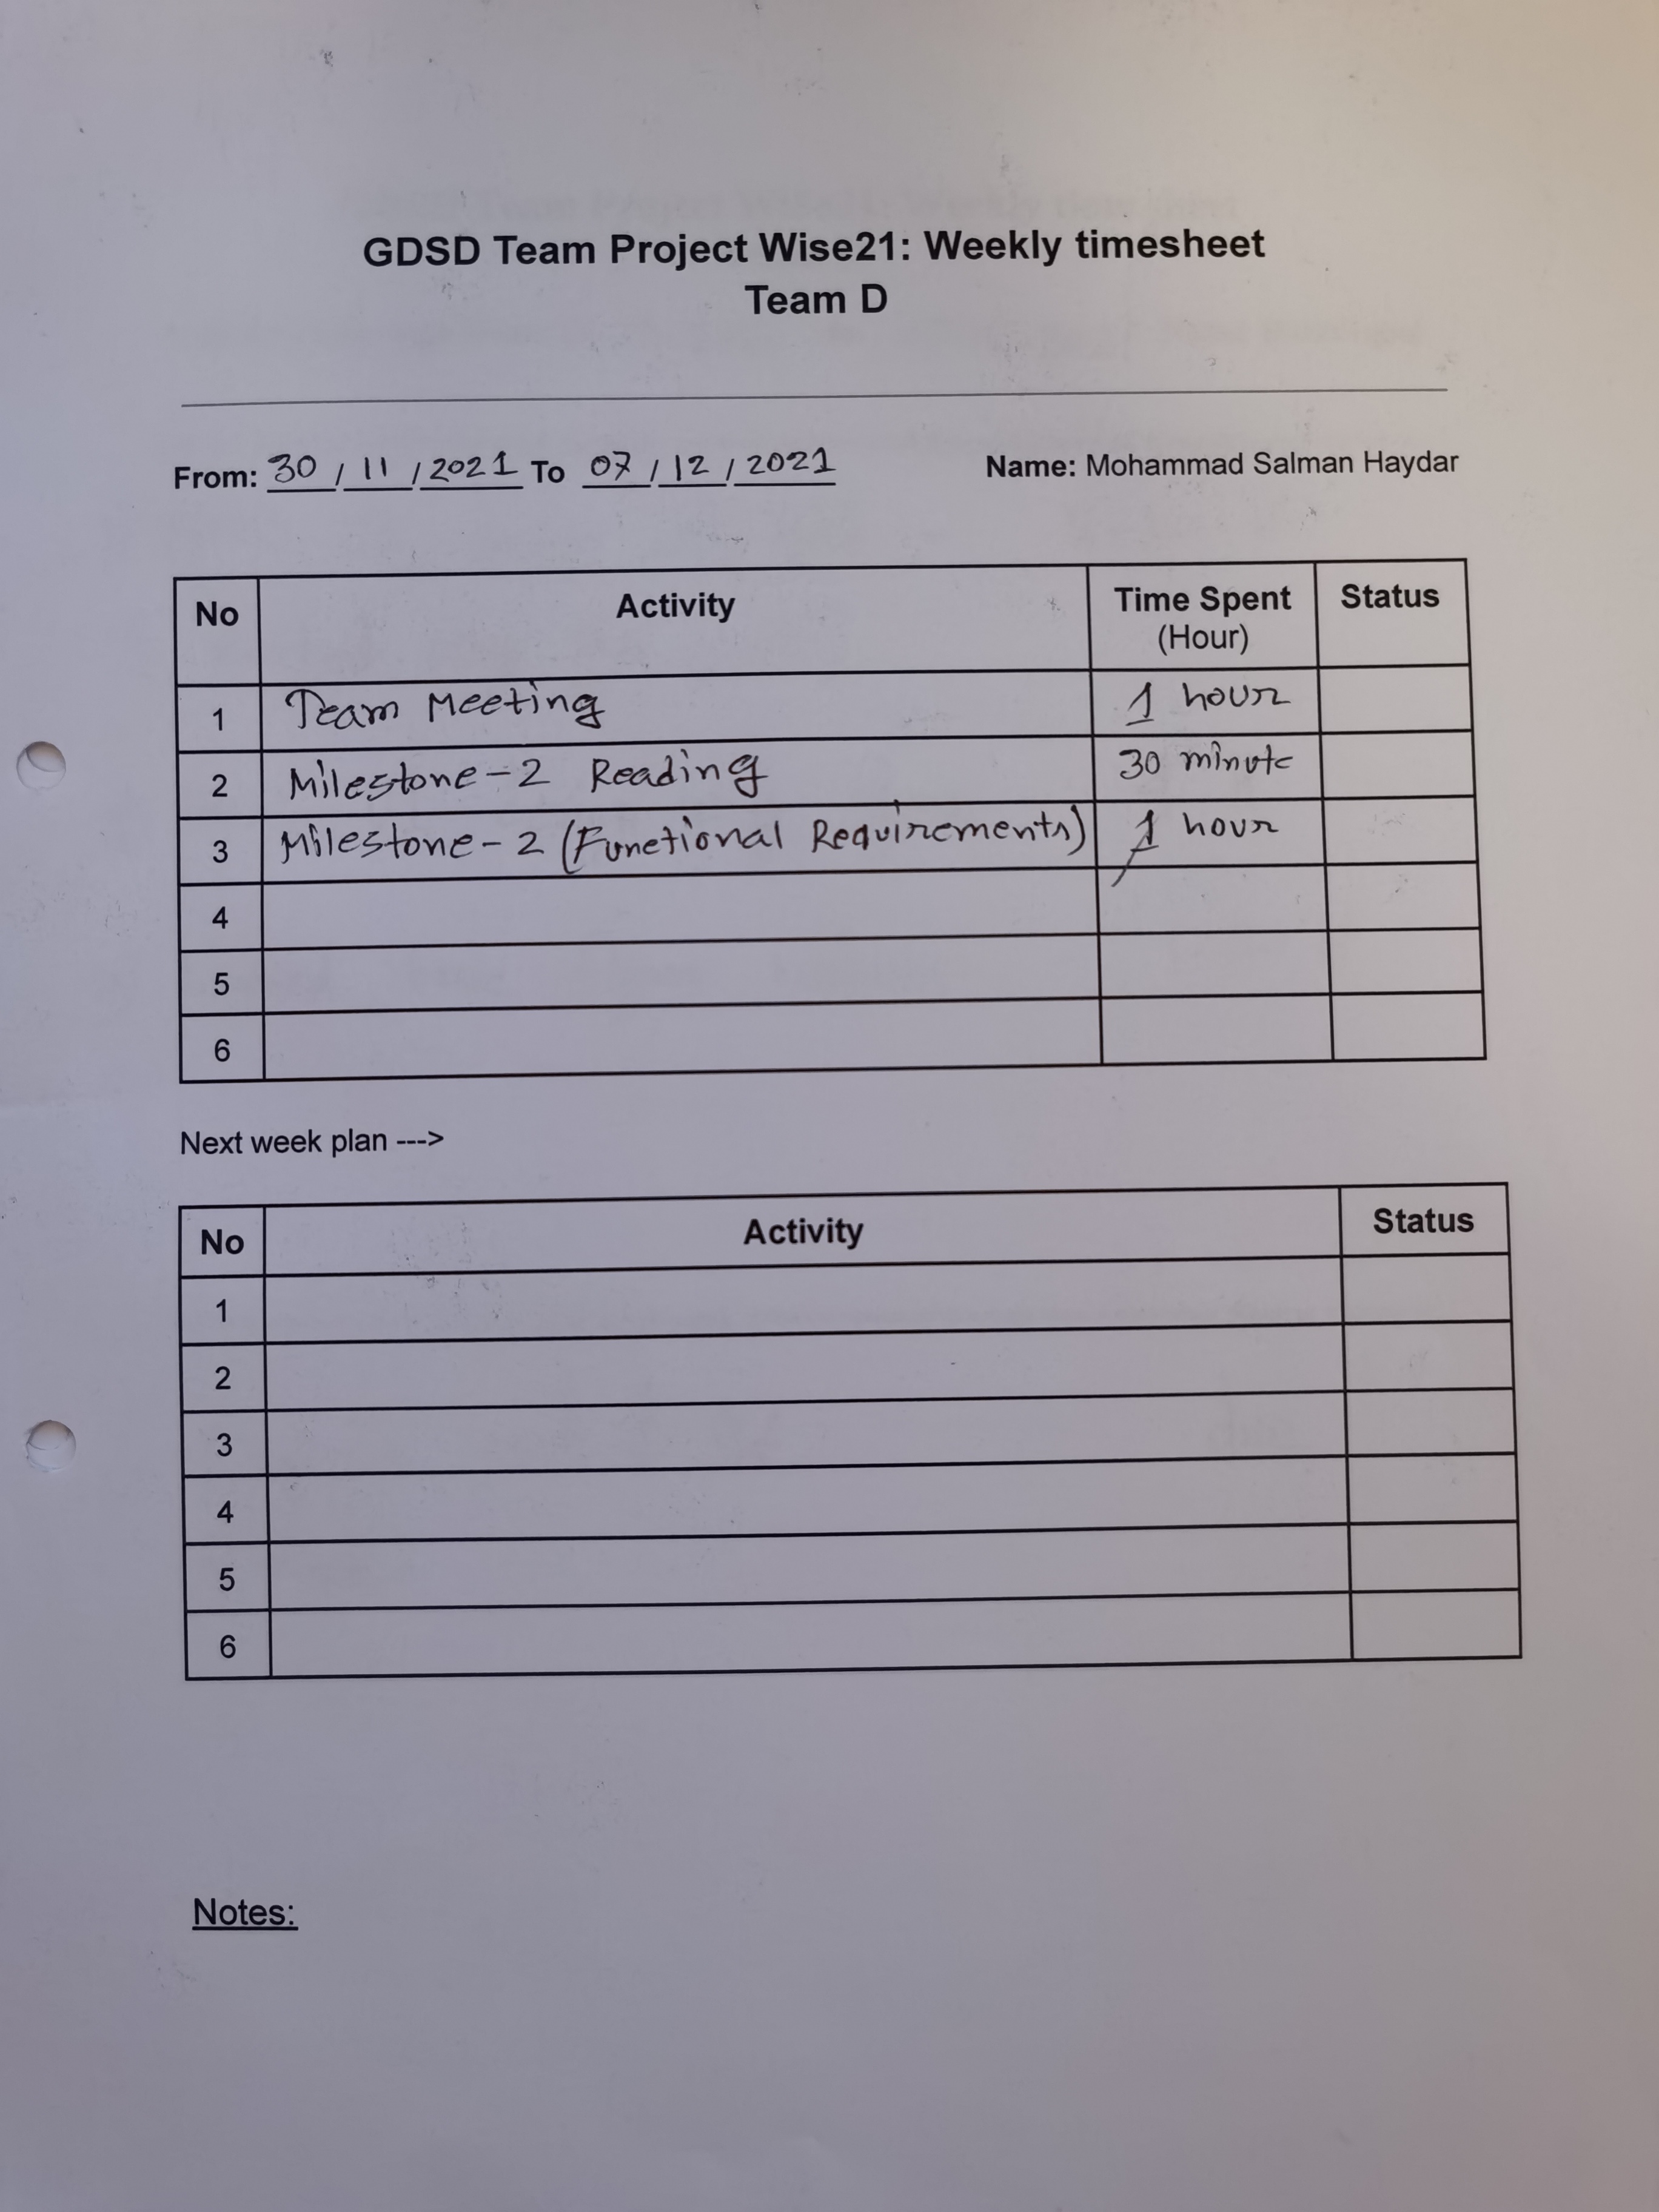 GDSD Team Project Wise21: Weekly timesheet
Team D
From: 30/11/2021 To 07/12/2021 Name: Mohammad Salman Haydar
No Activity Time Spent (Hour) Status
1 Team Meeting 1 hour
2 Milestone-2 Reading 30 minute
3 Milestone-2 (Functional Requirements) 1 hour
4
5
6
Next week plan --->
No Activity Status
1
2
3
4
5
6
Notes: